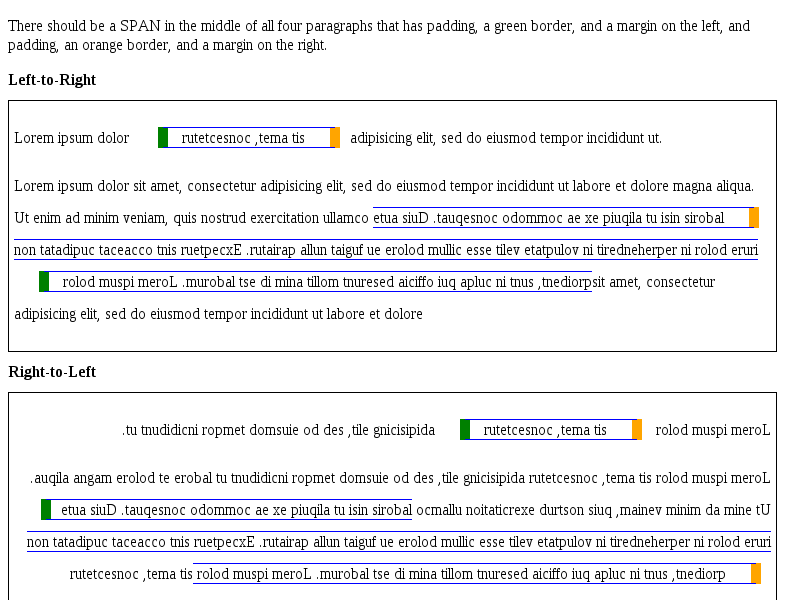 There should be a SPAN in the middle of all four paragraphs that has padding, a green border, and a margin on the left, and
padding, an orange border, and a margin on the right.
Left-to-Right
Lorem ipsum dolor rutetcesnoc ,tema tis adipisicing elit, sed do eiusmod tempor incididunt ut.
Lorem ipsum dolor sit amet, consectetur adipisicing elit, sed do eiusmod tempor incididunt ut labore et dolore magna aliqua.
Ut enim ad minim veniam, quis nostrud exercitation ullamco etua siuD .tauqesnoc odommoc ae xe piuqila tu isin sirobal
non tatadipuc taceacco tnis ruetpecxE .rutairap allun taiguf ue erolod mullic esse tilev etatpulov ni tiredneherper ni rolod eruri
rolod muspi meroL .murobal tse di mina tillom tnuresed aiciffo iuq apluc ni tnus ,tnediorpsit amet, consectetur
adipisicing elit, sed do eiusmod tempor incididunt ut labore et dolore
Right-to-Left
.tu tnudidicni ropmet domsuie od des ,tile gnicisipida rutetcesnoc ,tema tis rolod muspi meroL
.auqila angam erolod te erobal tu tnudidicni ropmet domsuie od des ,tile gnicisipida rutetcesnoc ,tema tis rolod muspi meroL
etua siuD .tauqesnoc odommoc ae xe piuqila tu isin sirobal ocmallu noitaticrexe durtson siuq ,mainev minim da mine tU
non tatadipuc taceacco tnis ruetpecxE .rutairap allun taiguf ue erolod mullic esse tilev etatpulov ni tiredneherper ni rolod eruri
rutetcesnoc ,tema tis rolod muspi meroL .murobal tse di mina tillom tnuresed aiciffo iuq apluc ni tnus ,tnediorp